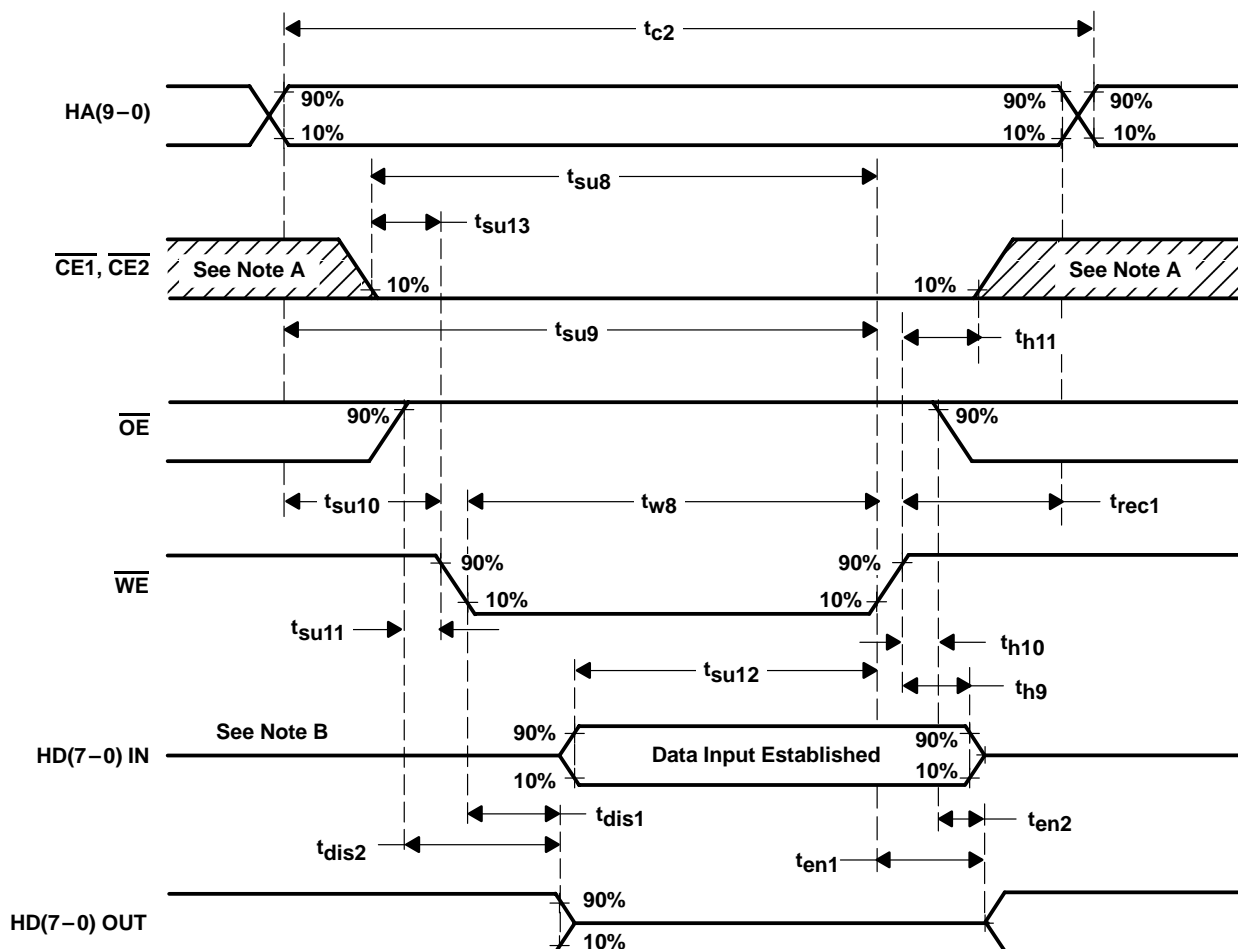 tc2
HA(9–0)
90%
10%
90%
10%
90%
10%
tsu8
tsu13
CE1, CE2
See Note A
10%
10%
See Note A
tsu9
th11
OE
90%
90%
tsu10
tw8
trec1
WE
90%
10%
90%
10%
tsu11
th10
tsu12
th9
HD(7–0) IN
See Note B
90%
10%
Data Input Established
90%
10%
tdis1
ten2
tdis2
ten1
HD(7–0) OUT
90%
10%